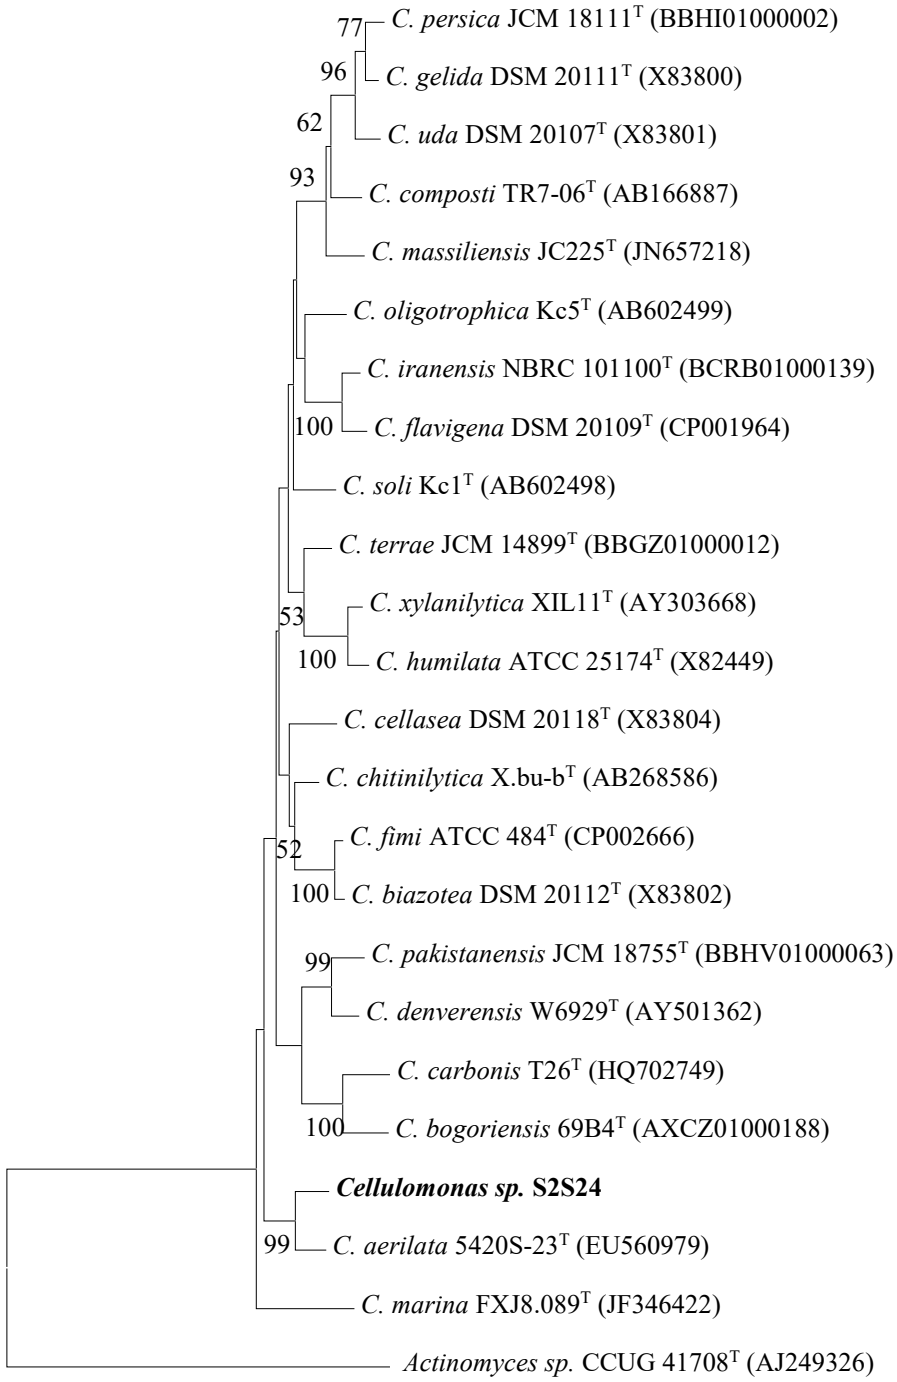 77
C. persica JCM 18111ᵀ (BBHI01000002)
C. gelida DSM 20111ᵀ (X83800)
96
C. uda DSM 20107ᵀ (X83801)
62
93
C. composti TR7-06ᵀ (AB166887)
C. massiliensis JC225ᵀ (JN657218)
C. oligotrophica Kc5ᵀ (AB602499)
C. iranensis NBRC 101100ᵀ (BCRB01000139)
100
C. flavigena DSM 20109ᵀ (CP001964)
C. soli Kc1ᵀ (AB602498)
C. terrae JCM 14899ᵀ (BBGZ01000012)
C. xylanilytica XIL11ᵀ (AY303668)
53
100
C. humilata ATCC 25174ᵀ (X82449)
C. cellasea DSM 20118ᵀ (X83804)
C. chitinilytica X.bu-bᵀ (AB268586)
C. fimi ATCC 484ᵀ (CP002666)
52
100
C. biazotea DSM 20112ᵀ (X83802)
C. pakistanensis JCM 18755ᵀ (BBHV01000063)
99
C. denverensis W6929ᵀ (AY501362)
C. carbonis T26ᵀ (HQ702749)
100
C. bogoriensis 69B4ᵀ (AXCZ01000188)
Cellulomonas sp. S2S24
99
C. aerilata 5420S-23ᵀ (EU560979)
C. marina FXJ8.089ᵀ (JF346422)
Actinomyces sp. CCUG 41708ᵀ (AJ249326)